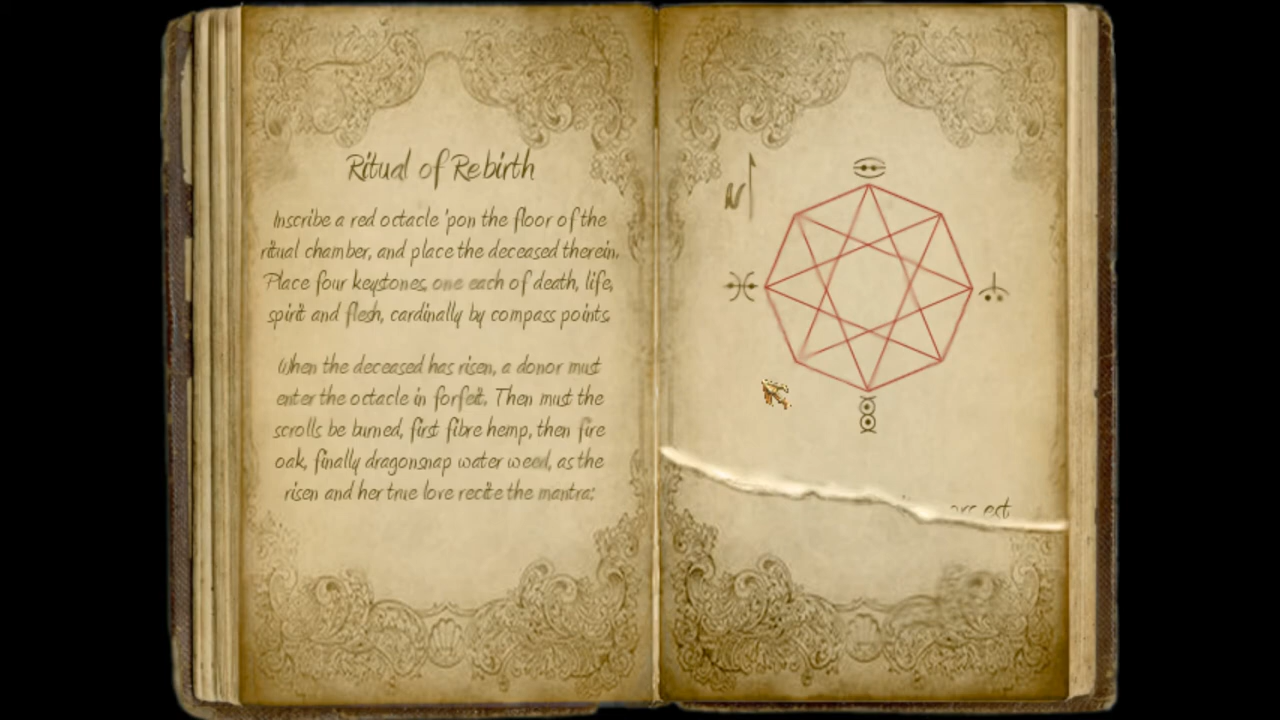 Ritual of Rebirth
Inscribe a red octacle 'pon the floor of the
ritual chamber, and place the deceased therein.
Place four keystones, one each of death, life,
spirit and flesh, cardinally by compass points.
When the deceased has risen, a donor must
enter the octacle in forfeit. Then must the
scrolls be burned, first fibre hemp, then fire
oak, finally dragonsnap water weed, as the
risen and her true love recite the mantra:
N
est